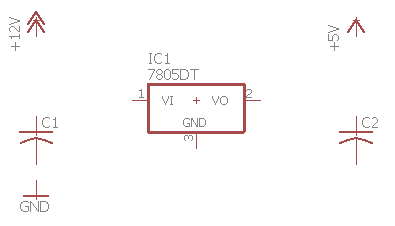 +12V
+5V
IC1
7805DT
1
VI
VO
2
GND
3
C1
C2
GND